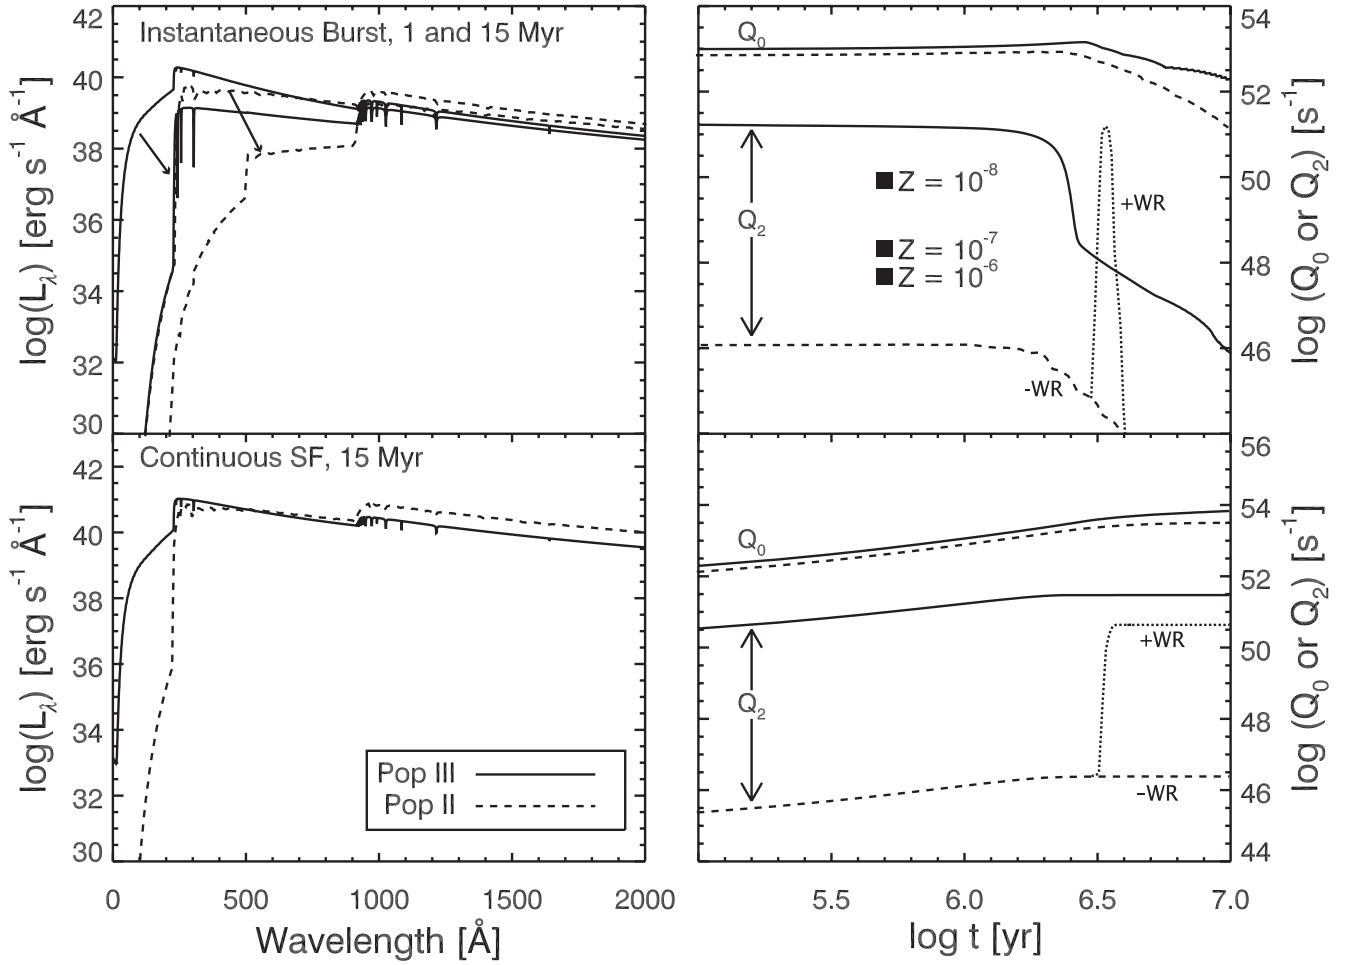 42
40
38
36
34
32
30
log(L_λ) [erg s⁻¹ Å⁻¹]
Instantaneous Burst, 1 and 15 Myr
54
52
50
48
46
log (Q₀ or Q₂) [s⁻¹]
Q₀
Q₂
Z = 10⁻⁸
Z = 10⁻⁷
Z = 10⁻⁶
+WR
-WR
42
40
38
36
34
32
30
log(L_λ) [erg s⁻¹ Å⁻¹]
Continuous SF, 15 Myr
Pop III
Pop II
0 500 1000 1500 2000
Wavelength [Å]
56
54
52
50
48
46
44
log (Q₀ or Q₂) [s⁻¹]
Q₀
Q₂
+WR
-WR
5.5 6.0 6.5 7.0
log t [yr]